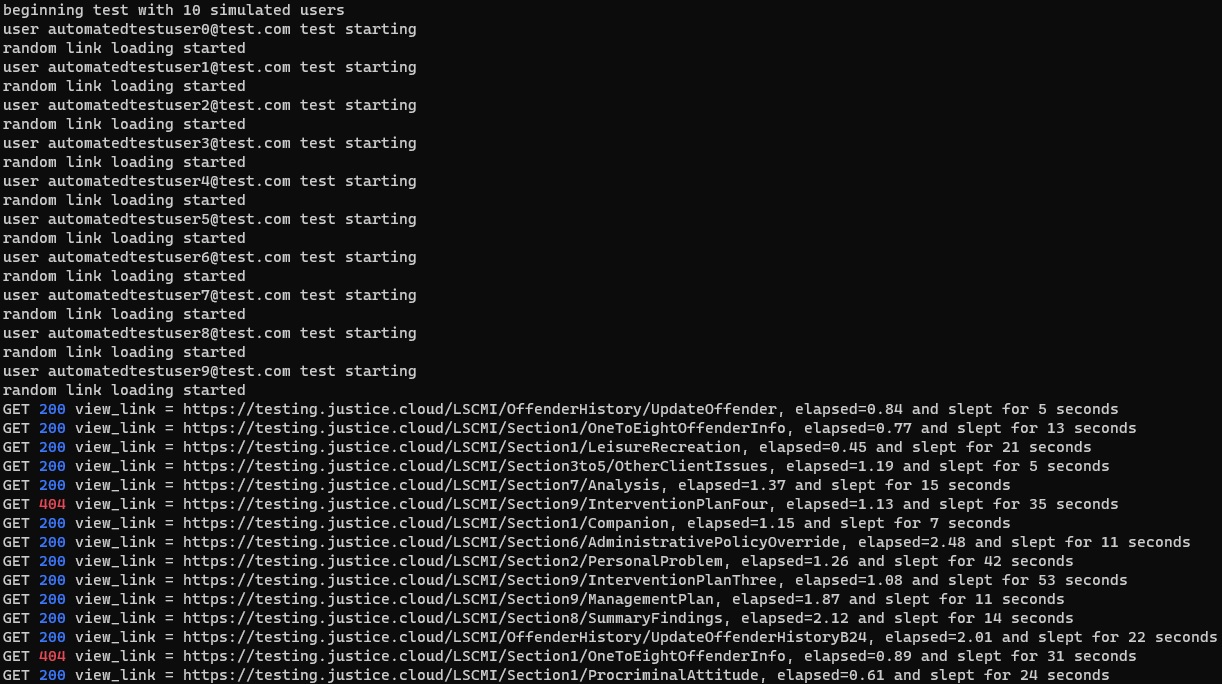 beginning test with 10 simulated users
user automatedtestuser0@test.com test starting
random link loading started
user automatedtestuser1@test.com test starting
random link loading started
user automatedtestuser2@test.com test starting
random link loading started
user automatedtestuser3@test.com test starting
random link loading started
user automatedtestuser4@test.com test starting
random link loading started
user automatedtestuser5@test.com test starting
random link loading started
user automatedtestuser6@test.com test starting
random link loading started
user automatedtestuser7@test.com test starting
random link loading started
user automatedtestuser8@test.com test starting
random link loading started
user automatedtestuser9@test.com test starting
random link loading started
GET 200 view_link = https://testing.justice.cloud/LSCMI/OffenderHistory/UpdateOffender, elapsed=0.84 and slept for 5 seconds
GET 200 view_link = https://testing.justice.cloud/LSCMI/Section1/OneToEightOffenderInfo, elapsed=0.77 and slept for 13 seconds
GET 200 view_link = https://testing.justice.cloud/LSCMI/Section1/LeisureRecreation, elapsed=0.45 and slept for 21 seconds
GET 200 view_link = https://testing.justice.cloud/LSCMI/Section3to5/OtherClientIssues, elapsed=1.19 and slept for 5 seconds
GET 200 view_link = https://testing.justice.cloud/LSCMI/Section7/Analysis, elapsed=1.37 and slept for 15 seconds
GET 404 view_link = https://testing.justice.cloud/LSCMI/Section9/InterventionPlanFour, elapsed=1.13 and slept for 35 seconds
GET 200 view_link = https://testing.justice.cloud/LSCMI/Section1/Companion, elapsed=1.15 and slept for 7 seconds
GET 200 view_link = https://testing.justice.cloud/LSCMI/Section6/AdministrativePolicyOverride, elapsed=2.48 and slept for 11 seconds
GET 200 view_link = https://testing.justice.cloud/LSCMI/Section2/PersonalProblem, elapsed=1.26 and slept for 42 seconds
GET 200 view_link = https://testing.justice.cloud/LSCMI/Section9/InterventionPlanThree, elapsed=1.08 and slept for 53 seconds
GET 200 view_link = https://testing.justice.cloud/LSCMI/Section9/ManagementPlan, elapsed=1.87 and slept for 11 seconds
GET 200 view_link = https://testing.justice.cloud/LSCMI/Section8/SummaryFindings, elapsed=2.12 and slept for 14 seconds
GET 200 view_link = https://testing.justice.cloud/LSCMI/OffenderHistory/UpdateOffenderHistoryB24, elapsed=2.01 and slept for 22 seconds
GET 404 view_link = https://testing.justice.cloud/LSCMI/Section1/OneToEightOffenderInfo, elapsed=0.89 and slept for 31 seconds
GET 200 view_link = https://testing.justice.cloud/LSCMI/Section1/ProcriminalAttitude, elapsed=0.61 and slept for 24 seconds